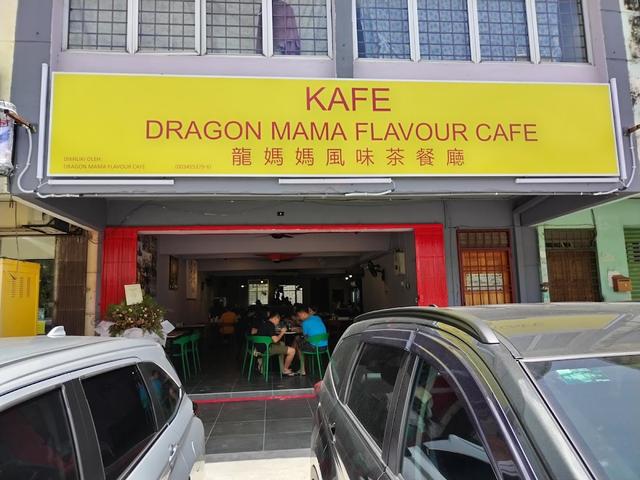 KAFE
DRAGON MAMA FLAVOUR CAFE
龍媽媽風味茶餐廳
DIMILIKI OLEH:
DRAGON MAMA FLAVOUR CAFE